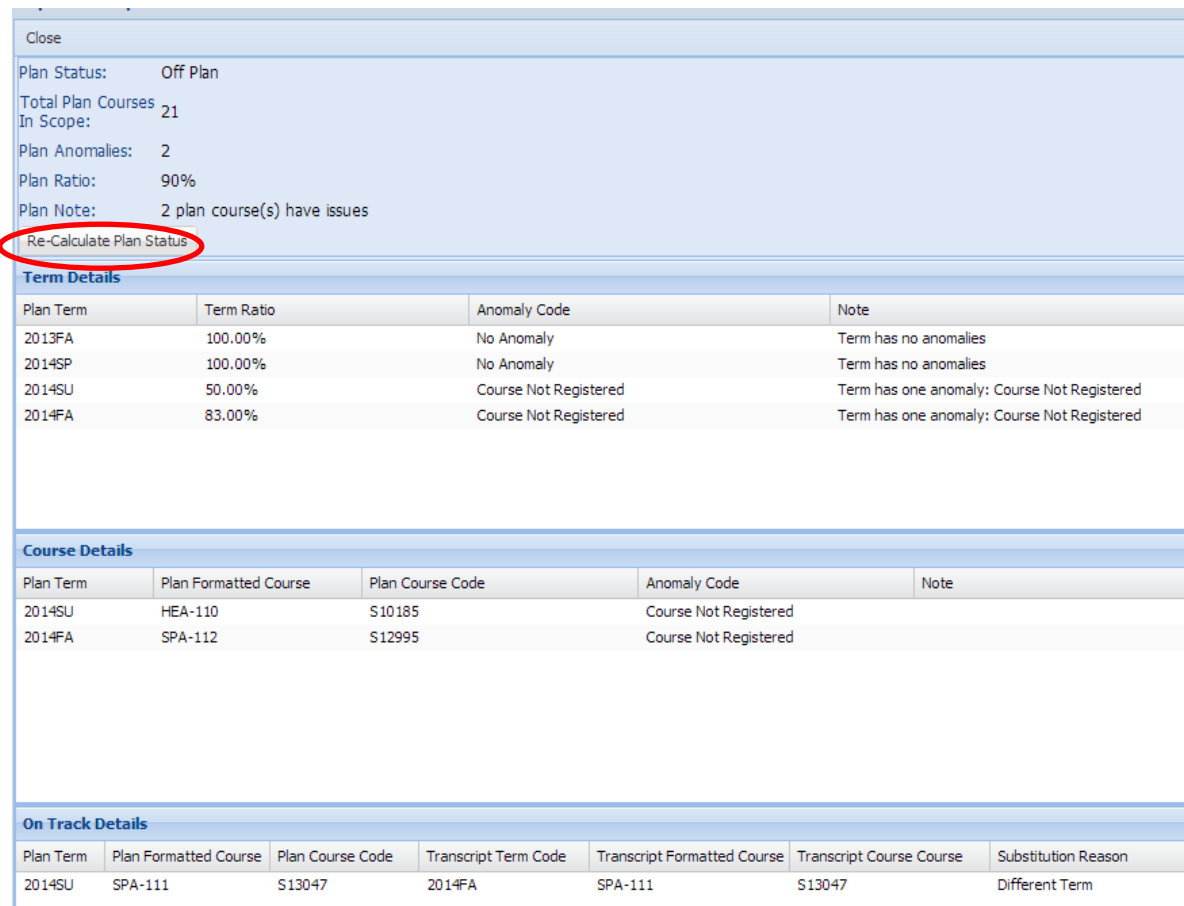 Close
Plan Status: Off Plan
Total Plan Courses
In Scope: 21
Plan Anomalies: 2
Plan Ratio: 90%
Plan Note: 2 plan course(s) have issues
Re-Calculate Plan Status
Term Details
Plan Term Term Ratio Anomaly Code Note
2013FA 100.00% No Anomaly Term has no anomalies
2014SP 100.00% No Anomaly Term has no anomalies
2014SU 50.00% Course Not Registered Term has one anomaly: Course Not Registered
2014FA 83.00% Course Not Registered Term has one anomaly: Course Not Registered
Course Details
Plan Term Plan Formatted Course Plan Course Code Anomaly Code Note
2014SU HEA-110 S10185 Course Not Registered
2014FA SPA-112 S12995 Course Not Registered
On Track Details
Plan Term Plan Formatted Course Plan Course Code Transcript Term Code Transcript Formatted Course Transcript Course Course Substitution Reason
2014SU SPA-111 S13047 2014FA SPA-111 S13047 Different Term